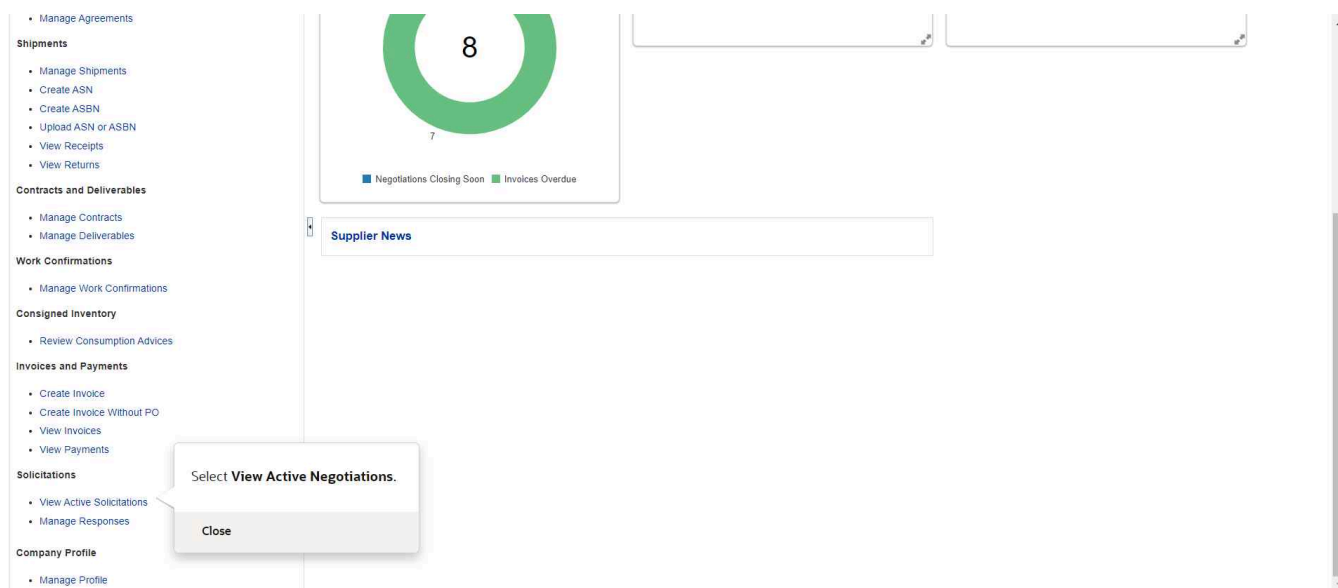 Manage Agreements
Shipments
Manage Shipments
Create ASN
Create ASBN
Upload ASN or ASBN
View Receipts
View Returns
Contracts and Deliverables
Manage Contracts
Manage Deliverables
Work Confirmations
Manage Work Confirmations
Consigned Inventory
Review Consumption Advices
Invoices and Payments
Create Invoice
Create Invoice Without PO
View Invoices
View Payments
Solicitations
View Active Solicitations
Manage Responses
Company Profile
Manage Profile
8
7
Negotiations Closing Soon Invoices Overdue
Supplier News
Select View Active Negotiations.
Close